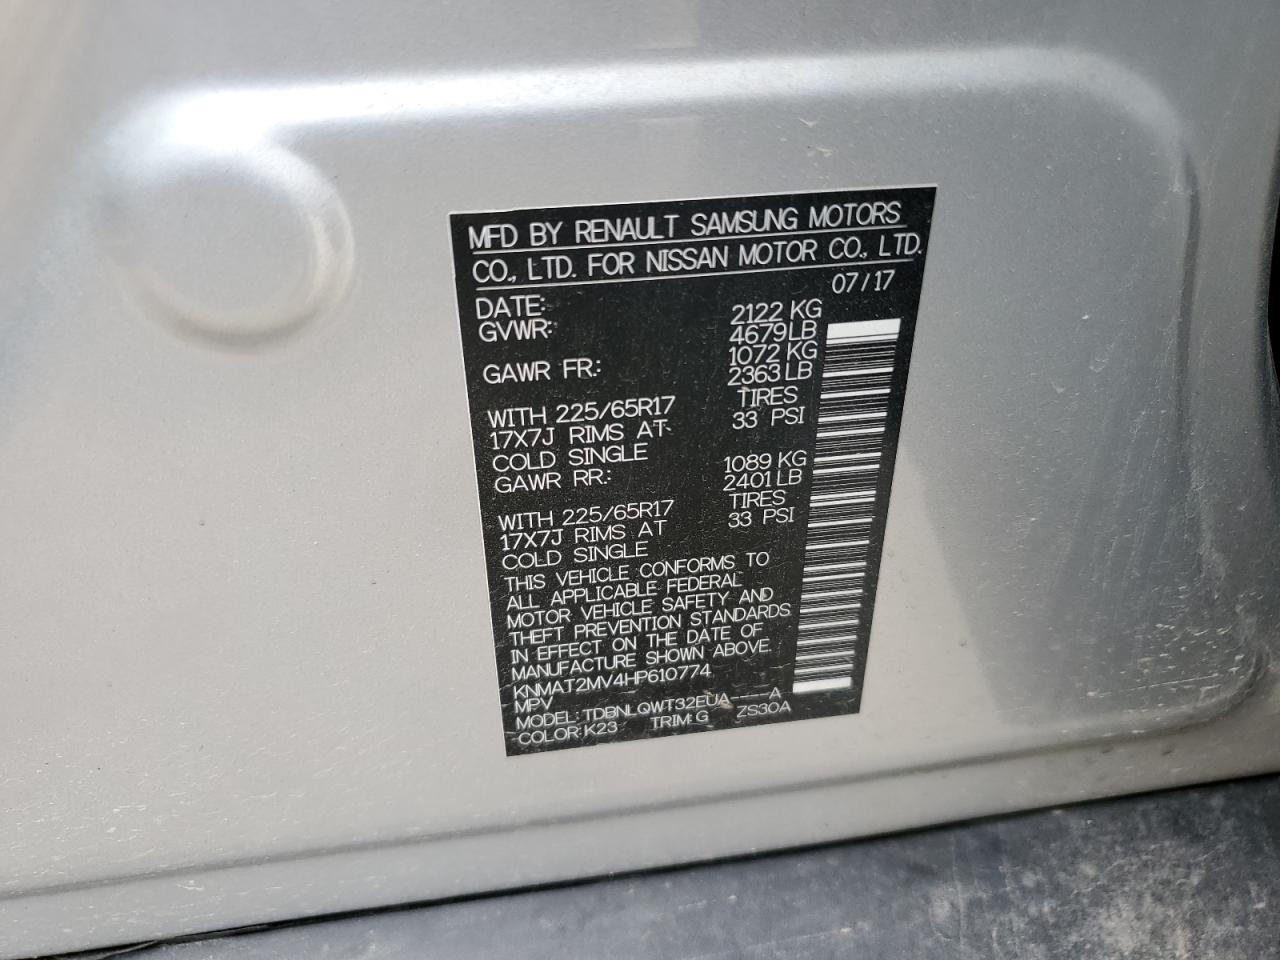 MFD BY RENAULT SAMSUNG MOTORS
CO., LTD. FOR NISSAN MOTOR CO., LTD.
DATE: 07/17
GVWR: 2122 KG
4679 LB
GAWR FR.: 1072 KG
2363 LB
WITH 225/65R17 TIRES
17X7J RIMS AT 33 PSI
COLD SINGLE
GAWR RR.: 1089 KG
2401 LB
WITH 225/65R17 TIRES
17X7J RIMS AT 33 PSI
COLD SINGLE
THIS VEHICLE CONFORMS TO
ALL APPLICABLE FEDERAL
MOTOR VEHICLE SAFETY AND
THEFT PREVENTION STANDARDS
IN EFFECT ON THE DATE OF
MANUFACTURE SHOWN ABOVE.
KNMAT2MV4HP610774
MPV
MODEL: TDBNLQWT32EUA----A
COLOR: K23 TRIM: G ZS30A